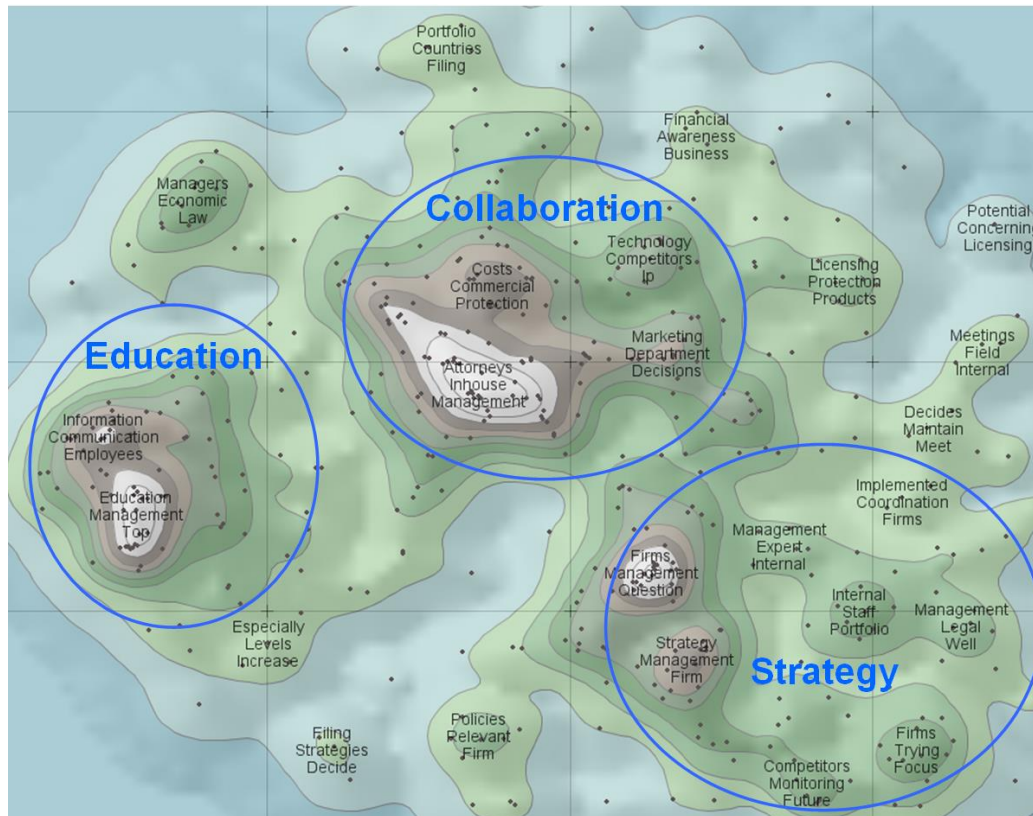 Portfolio
Countries
Filing
Financial
Awareness
Business
Managers
Economic
Law
Collaboration
Potential
Concerning
Licensing
Technology
Competitors
Ip
Costs
Commercial
Protection
Licensing
Protection
Products
Education
Marketing
Department
Decisions
Meetings
Field
Internal
Attorneys
Inhouse
Management
Information
Communication
Employees
Decides
Maintain
Meet
Education
Management
Top
Implemented
Coordination
Firms
Management
Expert
Internal
Firms
Management
Question
Internal
Staff
Portfolio
Management
Legal
Well
Especially
Levels
Increase
Strategy
Management
Firm
Strategy
Filing
Strategies
Decide
Policies
Relevant
Firm
Firms
Trying
Focus
Competitors
Monitoring
Future